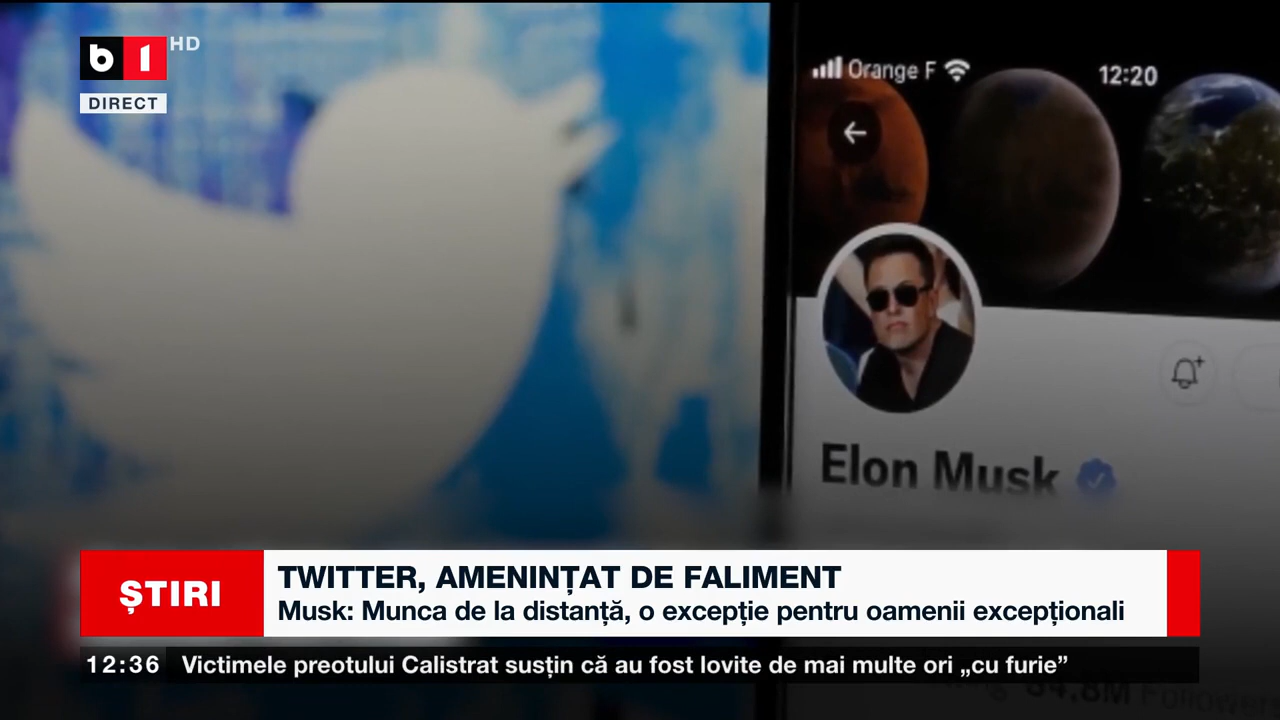 b1 HD
DIRECT
Orange F 12:20
Elon Musk
ȘTIRI
TWITTER, AMENINȚAT DE FALIMENT
Musk: Munca de la distanță, o excepție pentru oamenii excepționali
12:36 Victimele preotului Calistrat susțin că au fost lovite de mai multe ori „cu furie”